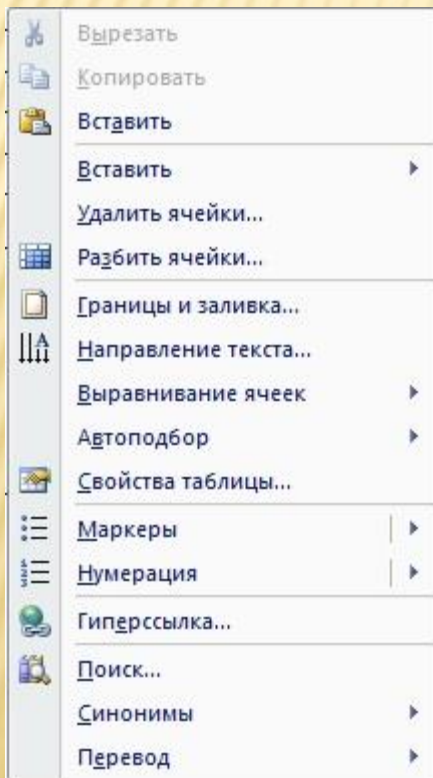 Вырезать
Копировать
Вставить
Вставить
Удалить ячейки...
Разбить ячейки...
Границы и заливка...
Направление текста...
Выравнивание ячеек
Автоподбор
Свойства таблицы...
Маркеры
Нумерация
Гиперссылка...
Поиск...
Синонимы
Перевод